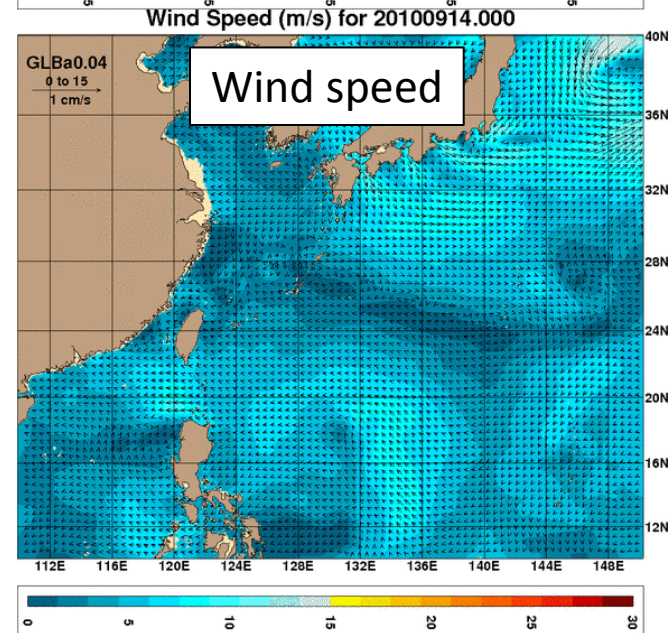 Wind Speed (m/s) for 20100914.000
GLBa0.04
0 to 15
1 cm/s
Wind speed
40N
36N
32N
28N
24N
20N
16N
12N
112E 116E 120E 124E 128E 132E 136E 140E 144E 148E
0 5 10 15 20 25 30